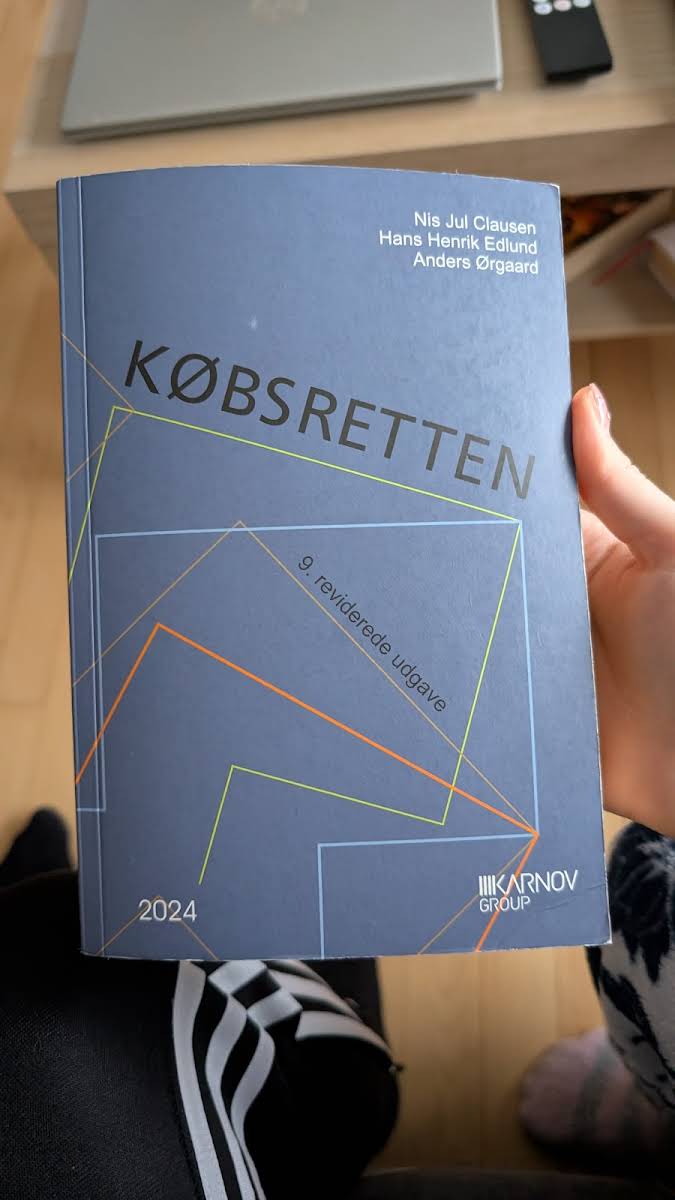 Nis Jul Clausen
Hans Henrik Edlund
Anders Ørgaard
KØBSRETTEN
9. reviderede udgave
2024
KARNOV
GROUP